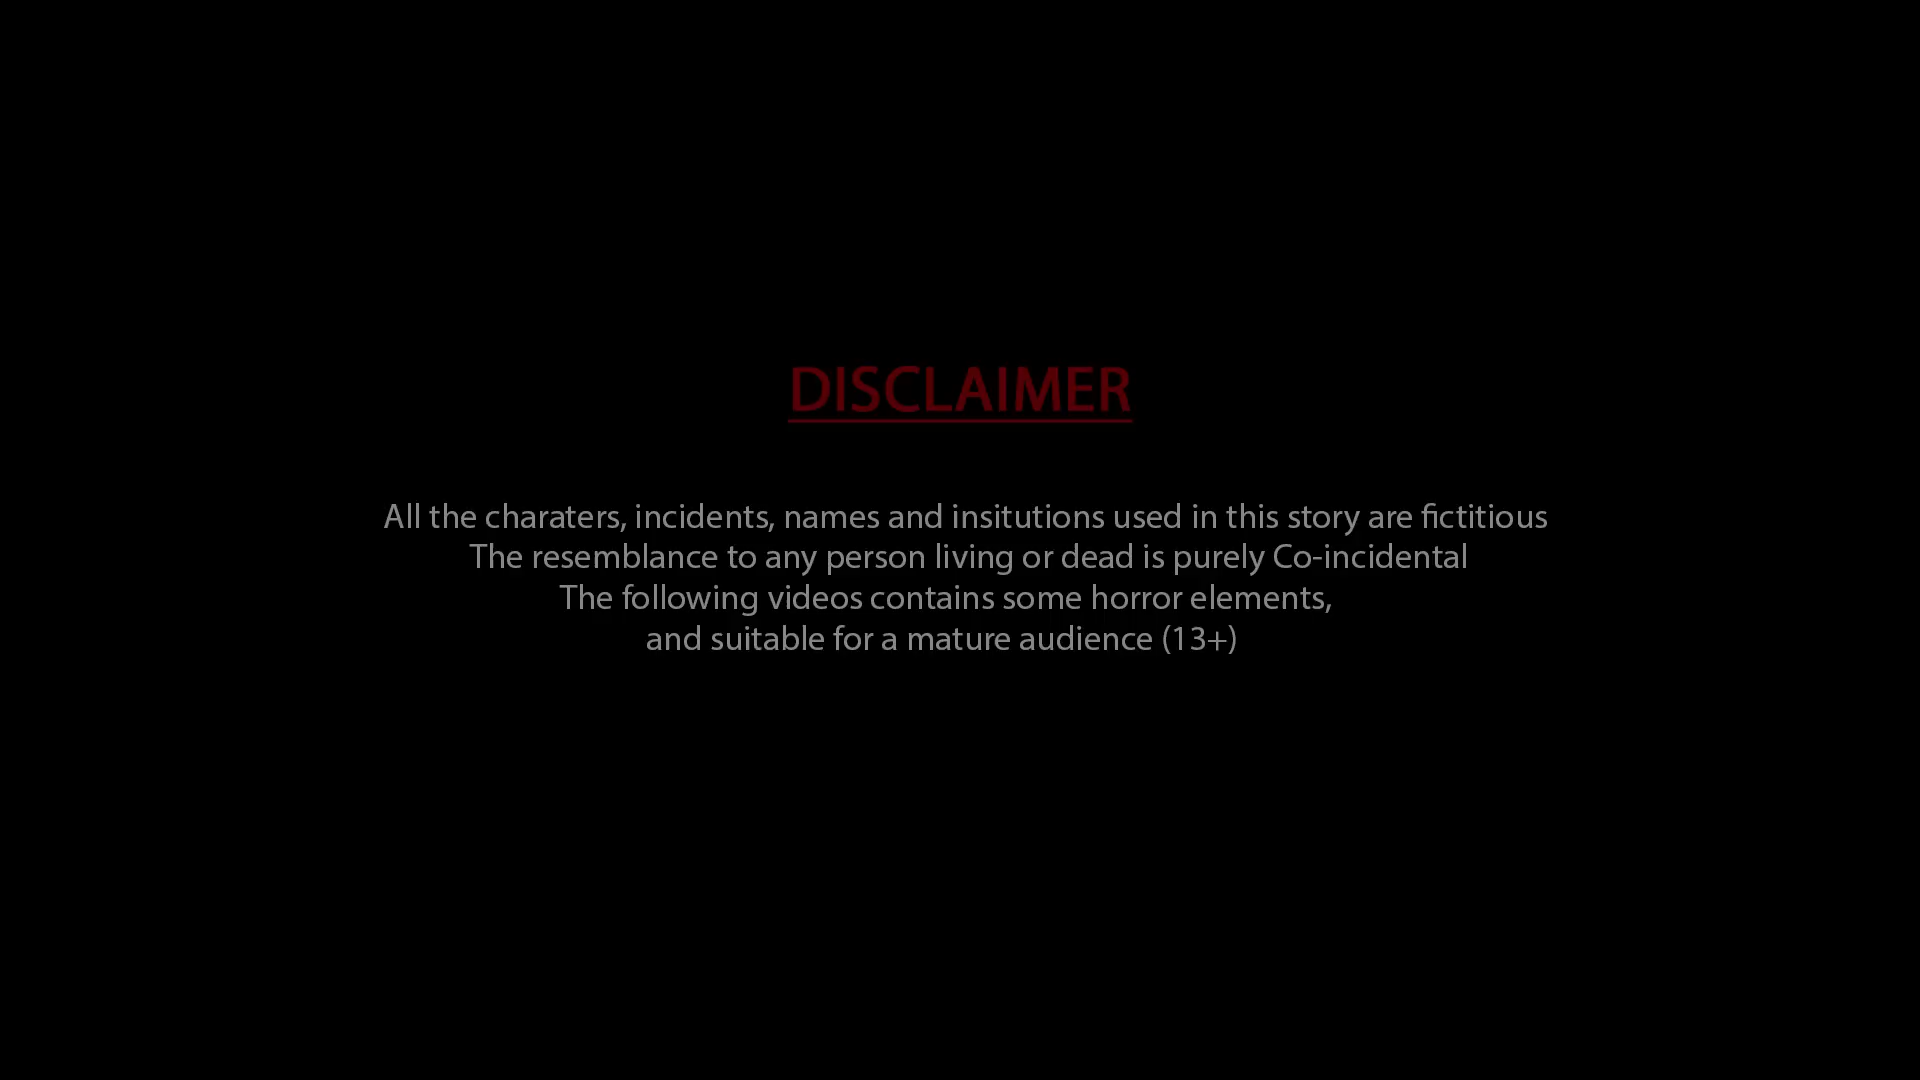 DISCLAIMER
All the charaters, incidents, names and insitutions used in this story are fictitious
The resemblance to any person living or dead is purely Co-incidental
The following videos contains some horror elements,
and suitable for a mature audience (13+)